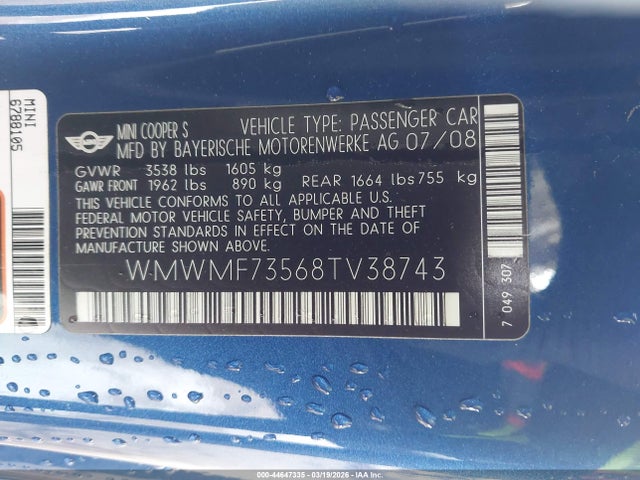 MINI
6780105
MINI COOPER S VEHICLE TYPE: PASSENGER CAR
MFD BY BAYERISCHE MOTORENWERKE AG 07/08
GVWR 3538 lbs 1605 kg
GAWR FRONT 1962 lbs 890 kg REAR 1664 lbs 755 kg
THIS VEHICLE CONFORMS TO ALL APPLICABLE U.S.
FEDERAL MOTOR VEHICLE SAFETY, BUMPER AND THEFT
PREVENTION STANDARDS IN EFFECT ON THE DATE OF
MANUFACTURE SHOWN ABOVE.
WMWMF73568TV38743
7 049 307
000-44647335 - 03/19/2026 - IAA Inc.